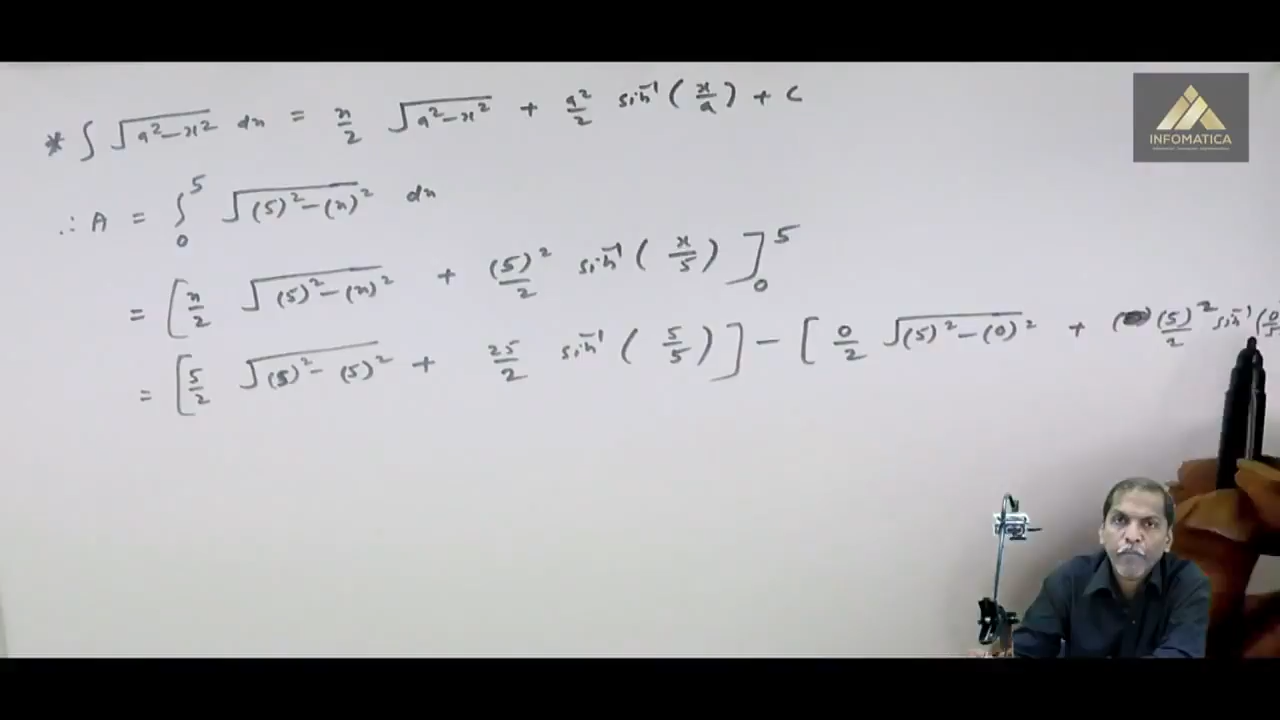 * ∫ √(a² − x²) dx = x/2 √(a² − x²) + a²/2 sin⁻¹ (x/a) + C
INFOMATICA
∴ A = ∫₀⁵ √((5)² − (x)²) dx
= [ x/2 √((5)² − (x)²) + (5)²/2 sin⁻¹ (x/5) ]₀⁵
= [ 5/2 √((5)² − (5)²) + 25/2 sin⁻¹ (5/5) ] − [ 0/2 √((5)² − (0)²) + (5)²/2 sin⁻¹ (0/5